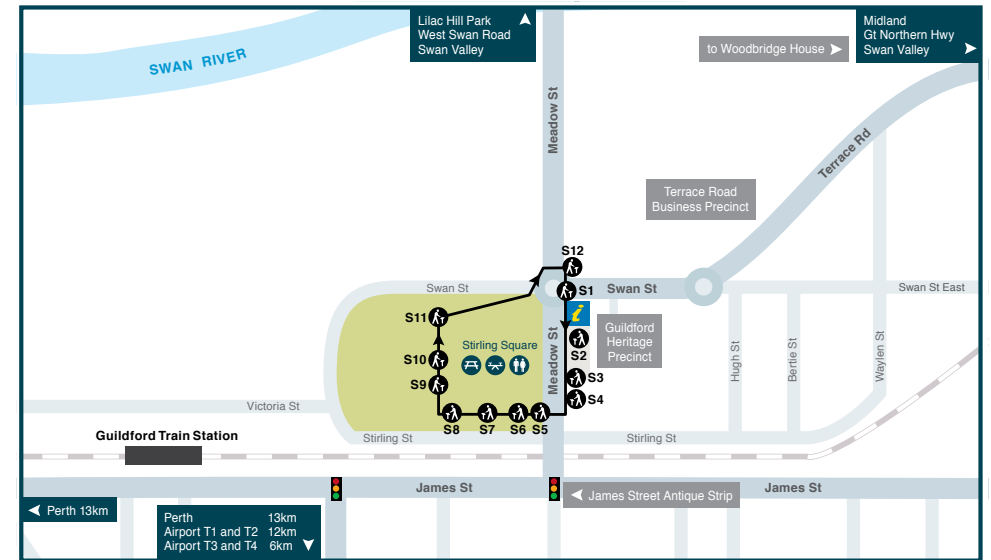 Lilac Hill Park
West Swan Road
Swan Valley
Midland
Gt Northern Hwy
Swan Valley
to Woodbridge House
SWAN RIVER
Meadow St
Terrace Rd
Terrace Road
Business Precinct
S12
Swan St
S1
Swan St
Swan St East
i
S11
Guildford
Heritage
Precinct
Stirling Square
S2
Meadow St
Hugh St
Bertie St
Waylen St
S10
S9
S3
S4
Victoria St
S8
S7
S6
S5
Guildford Train Station
Stirling St
Stirling St
James St
James Street Antique Strip
James St
Perth 13km
Perth 13km
Airport T1 and T2 12km
Airport T3 and T4 6km